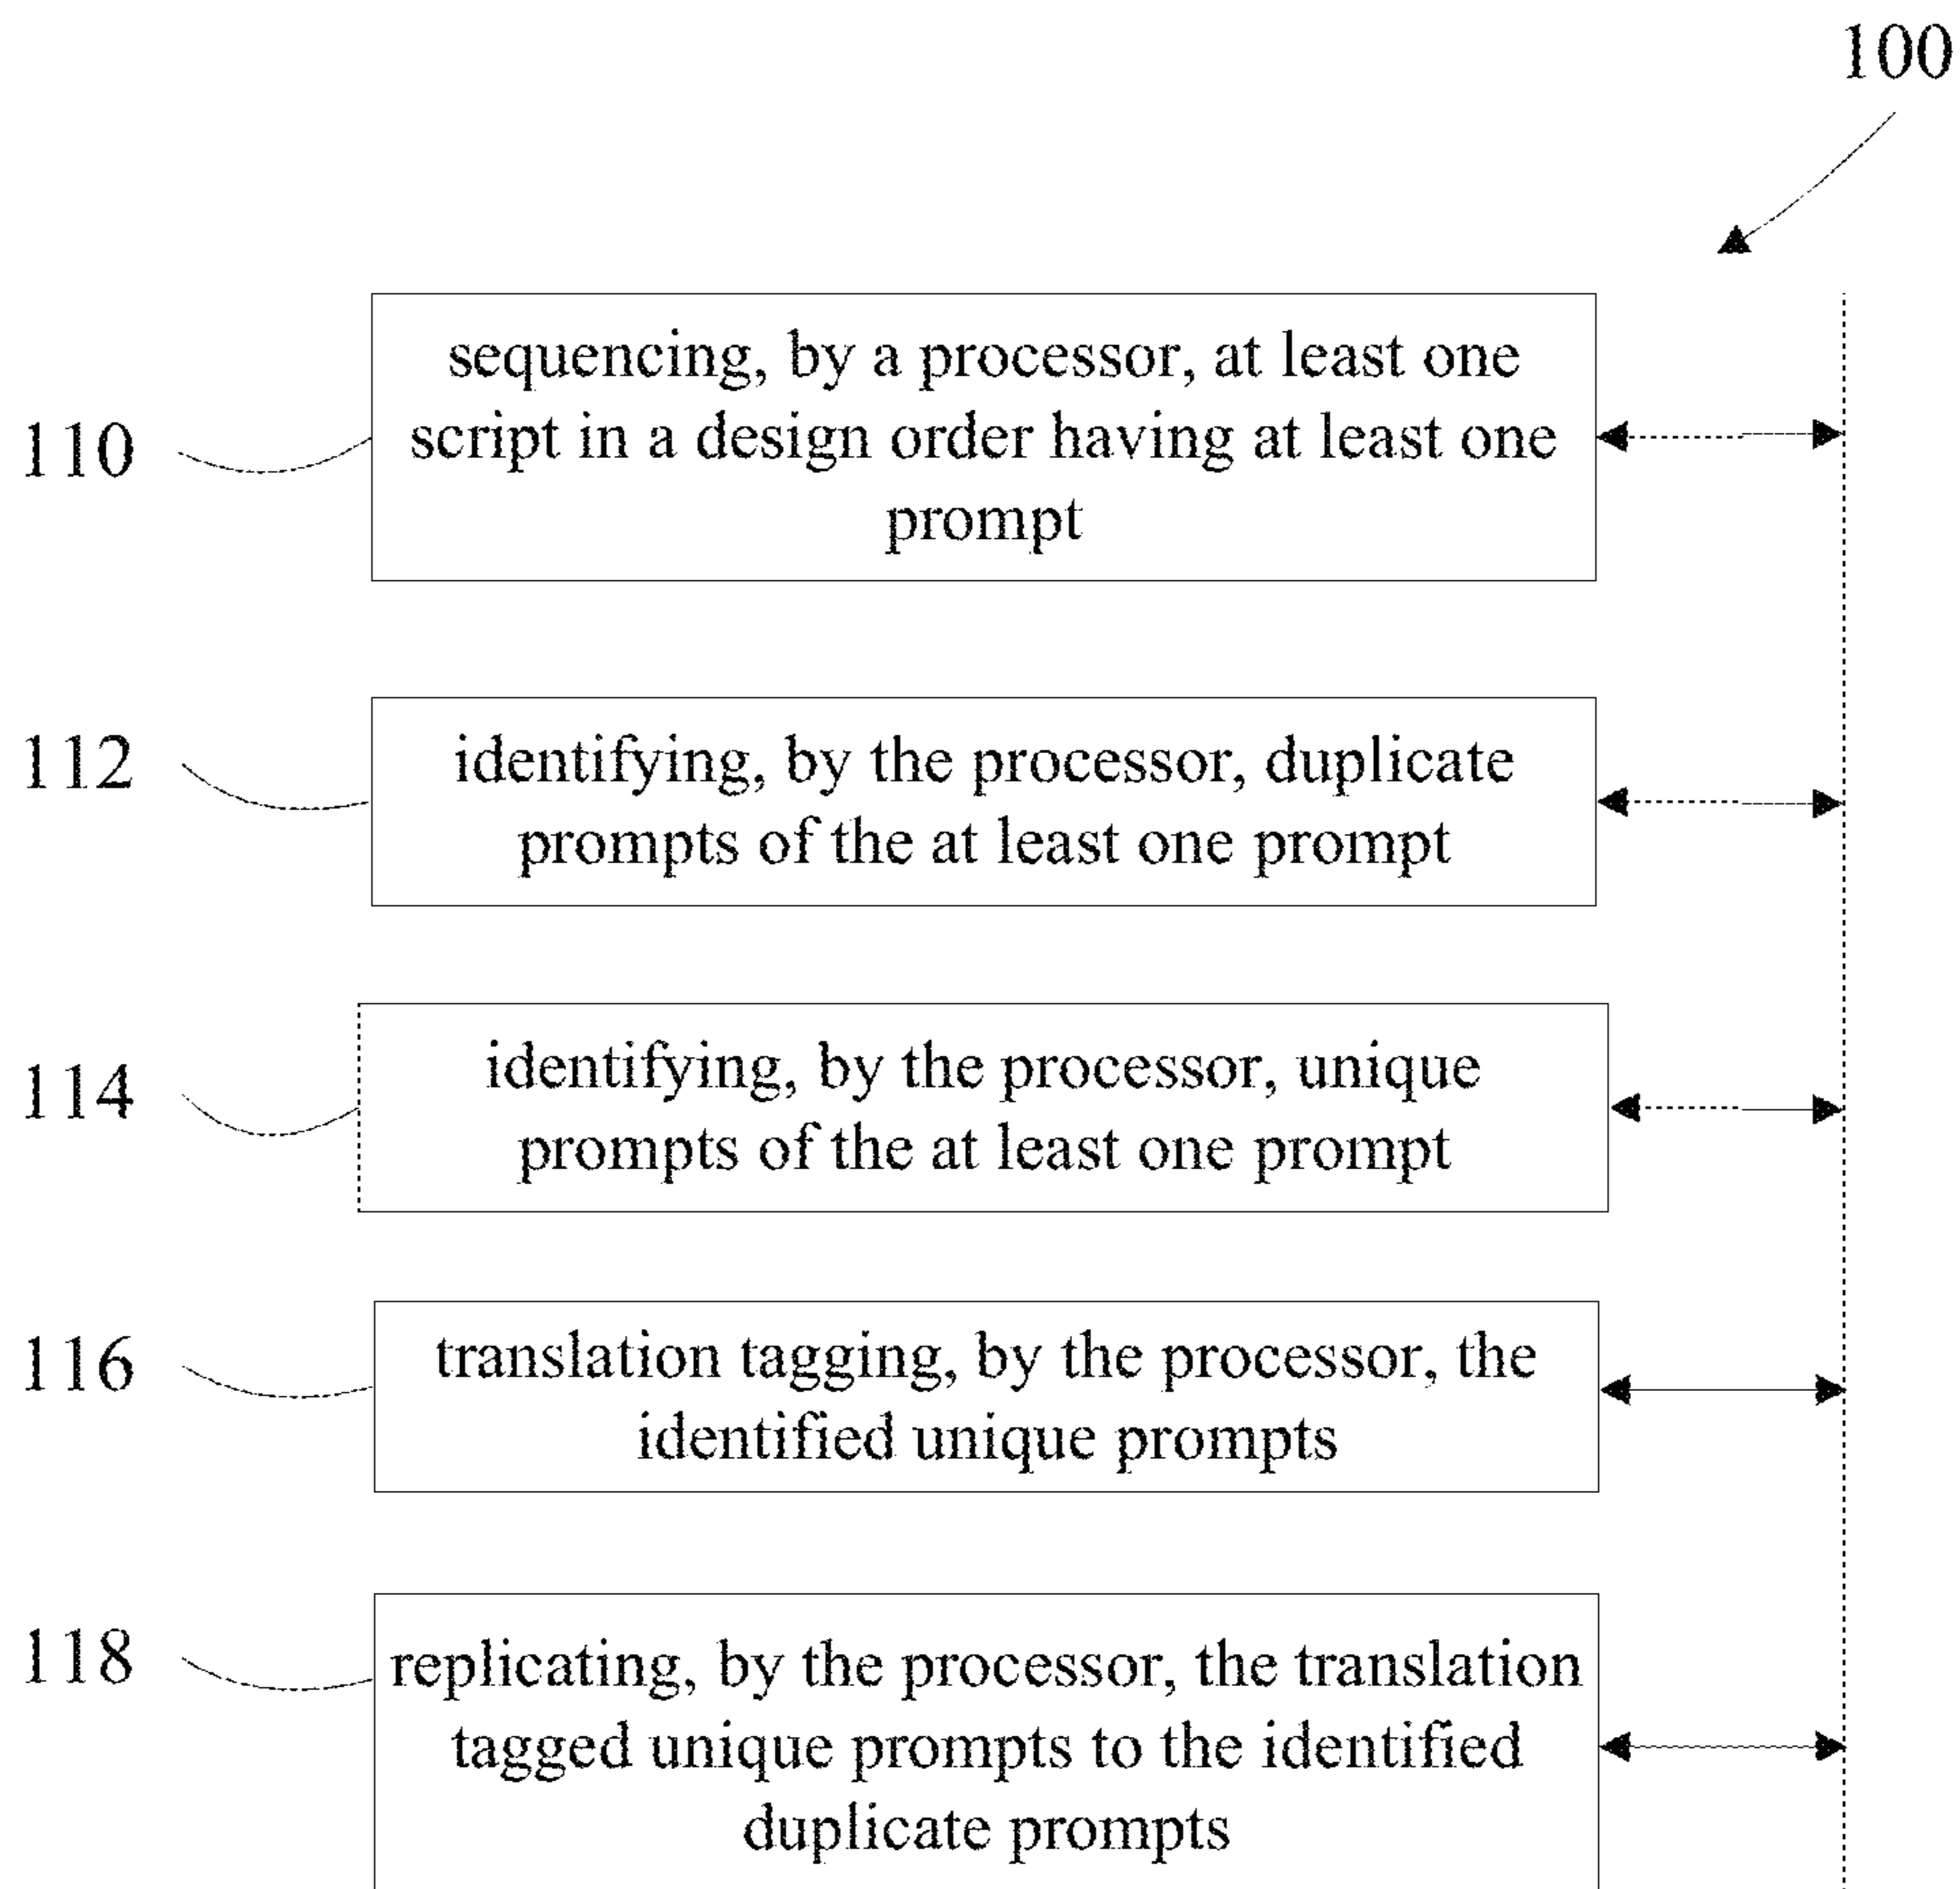 100
sequencing, by a processor, at least one
110
script in a design order having at least one
prompt
112
identifying, by the processor, duplicate
prompts of the at least one prompt
114
identifying, by the processor, unique
prompts of the at least one prompt
116
translation tagging, by the processor, the
identified unique prompts
118
replicating, by the processor, the translation
tagged unique prompts to the identified
duplicate prompts